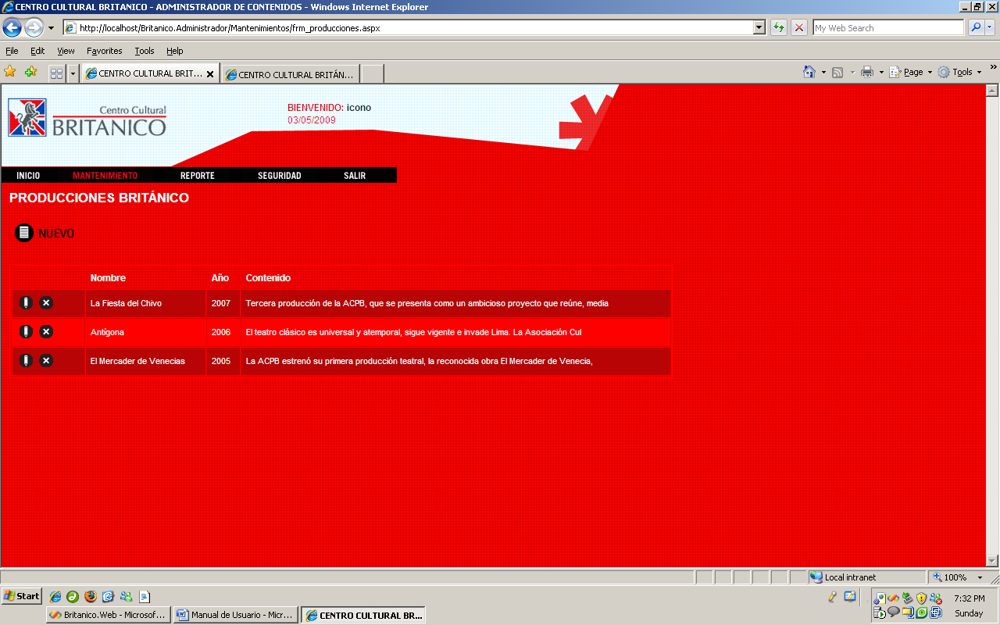 CENTRO CULTURAL BRITANICO - ADMINISTRADOR DE CONTENIDOS - Windows Internet Explorer
http://localhost/Britanico.Administrador/Mantenimientos/frm_producciones.aspx
My Web Search
File Edit View Favorites Tools Help
CENTRO CULTURAL BRIT... CENTRO CULTURAL BRITÁN...
Page Tools
Centro Cultural
BRITANICO
BIENVENIDO: icono
03/05/2009
INICIO MANTENIMIENTO REPORTE SEGURIDAD SALIR
PRODUCCIONES BRITÁNICO
NUEVO
Nombre Año Contenido
La Fiesta del Chivo 2007 Tercera producción de la ACPB, que se presenta como un ambicioso proyecto que reúne, media
Antígona 2006 El teatro clásico es universal y atemporal, sigue vigente e invade Lima. La Asociación Cul
El Mercader de Venecias 2005 La ACPB estrenó su primera producción teatral, la reconocida obra El Mercader de Venecia,
Local intranet 100%
Start
7:32 PM
Britanico.Web - Microsof... Manual de Usuario - Micr... CENTRO CULTURAL BR...
Sunday